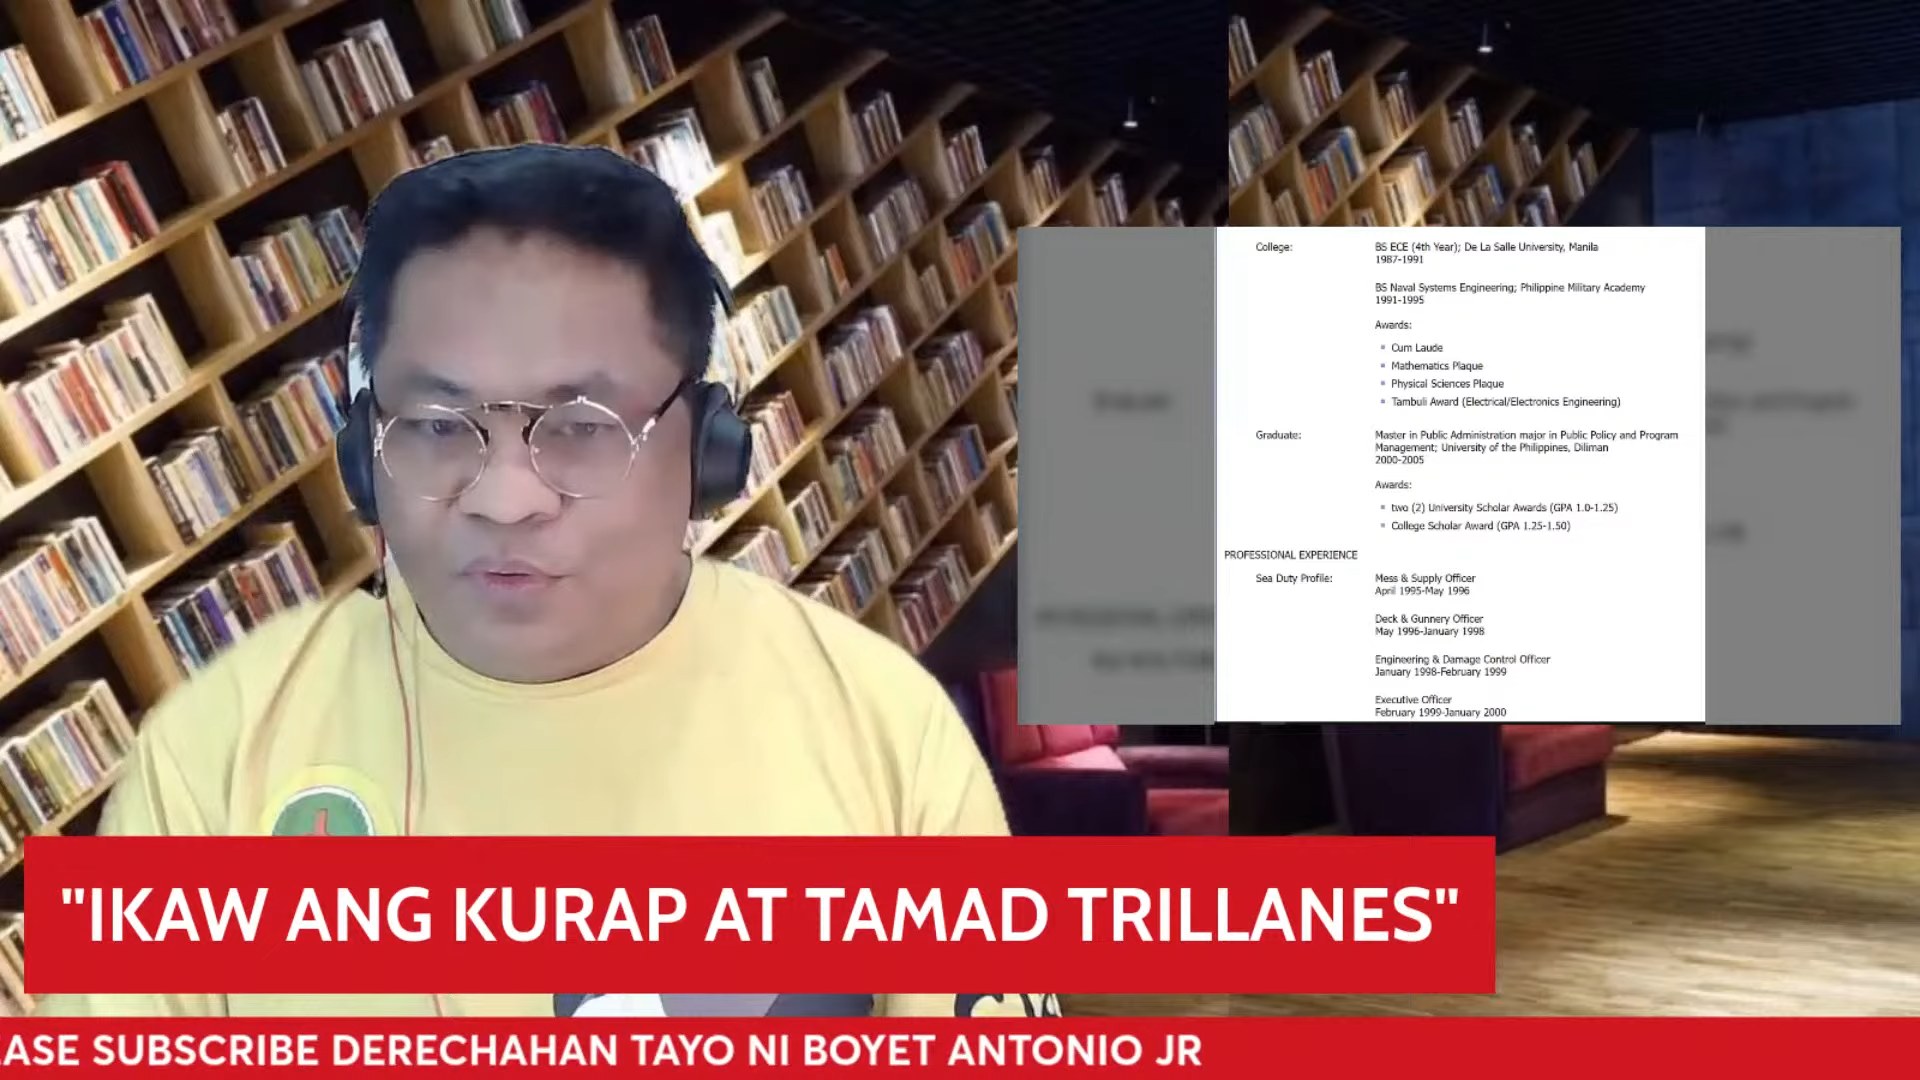 College:
BS ECE (4th Year); De La Salle University, Manila
1987-1991
BS Naval Systems Engineering; Philippine Military Academy
1991-1995
Awards:
Cum Laude
Mathematics Plaque
Physical Sciences Plaque
Tambuli Award (Electrical/Electronics Engineering)
Graduate:
Master in Public Administration major in Public Policy and Program
Management; University of the Philippines, Diliman
2000-2005
Awards:
two (2) University Scholar Awards (GPA 1.0-1.25)
College Scholar Award (GPA 1.25-1.50)
PROFESSIONAL EXPERIENCE
Sea Duty Profile:
Mess & Supply Officer
April 1995-May 1996
Deck & Gunnery Officer
May 1996-January 1998
Engineering & Damage Control Officer
January 1998-February 1999
Executive Officer
February 1999-January 2000
"IKAW ANG KURAP AT TAMAD TRILLANES"
EASE SUBSCRIBE DERECHAHAN TAYO NI BOYET ANTONIO JR